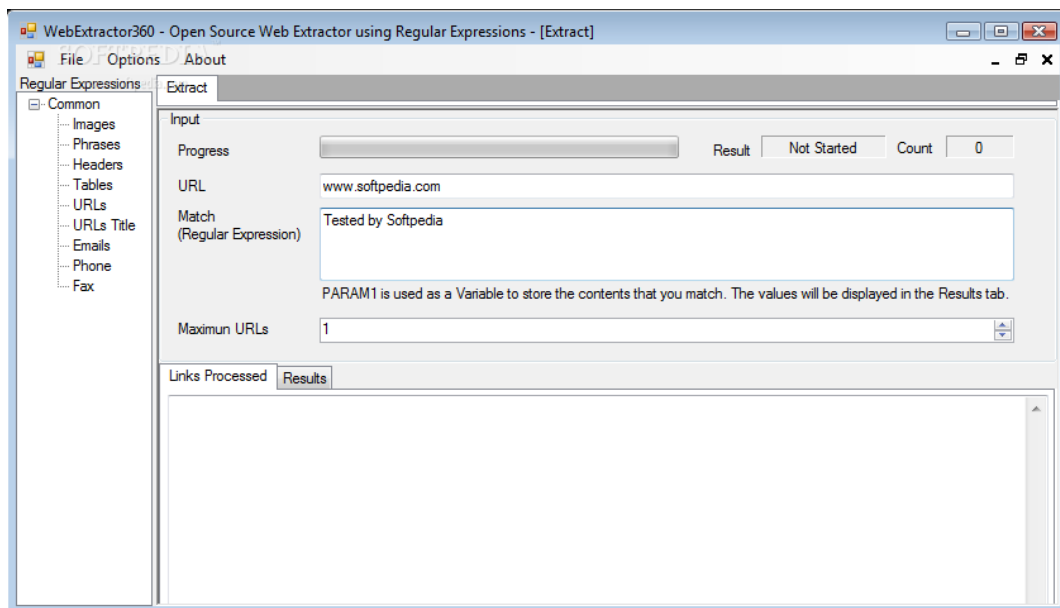 WebExtractor360 - Open Source Web Extractor using Regular Expressions - [Extract]
File Options About
SOFTPEDIA
Regular Expressions
Extract
Common
Images
Phrases
Headers
Tables
URLs
URLs Title
Emails
Phone
Fax
Input
Progress Result Not Started Count 0
URL www.softpedia.com
Match
(Regular Expression)
Tested by Softpedia
PARAM1 is used as a Variable to store the contents that you match. The values will be displayed in the Results tab.
Maximun URLs 1
Links Processed Results